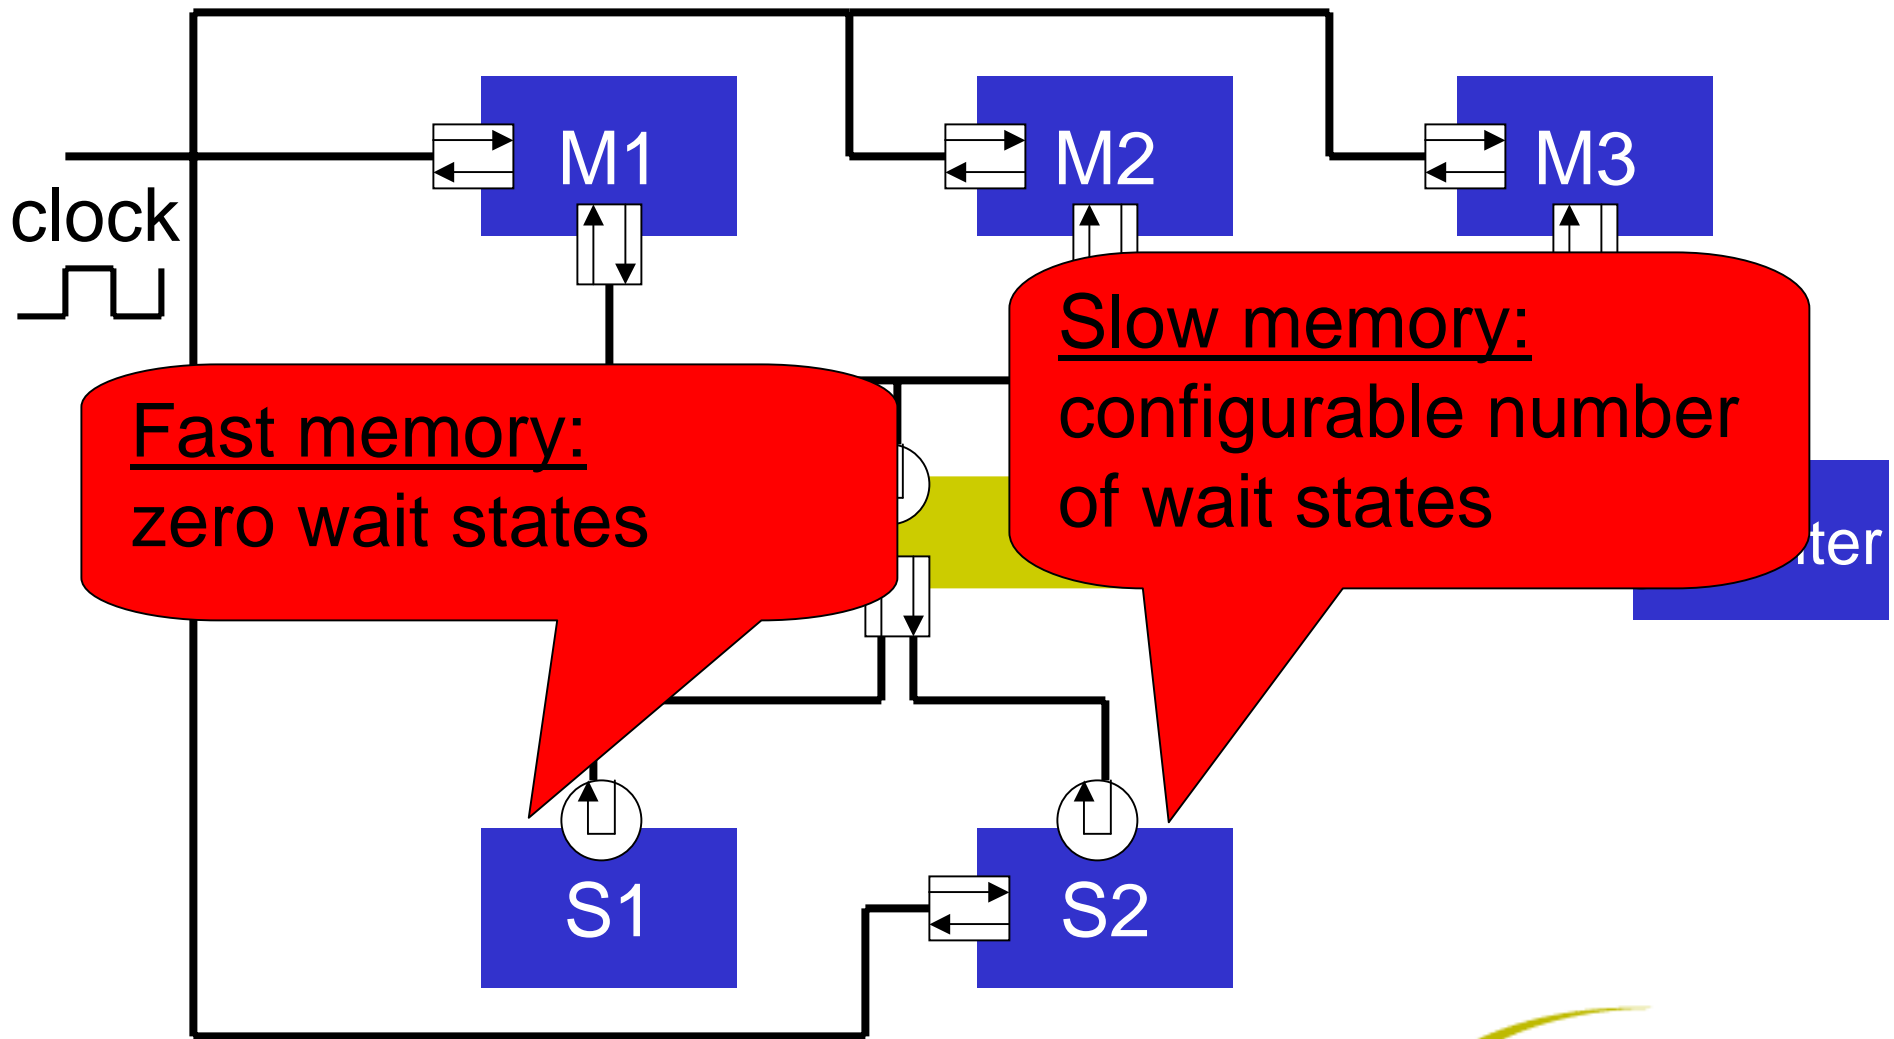 M1
M2
M3
clock
Slow memory:
configurable number
of wait states
Fast memory:
zero wait states
S1
S2